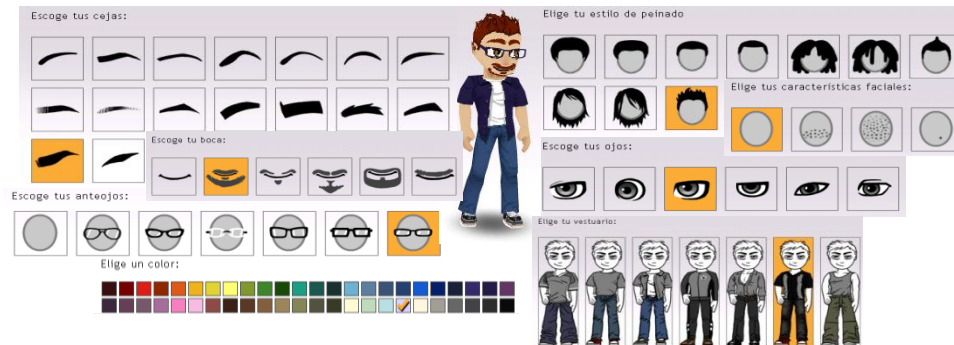 Escoge tus cejas:
Elige tu estilo de peinado
Elige tus características faciales:
Escoge tu boca:
Escoge tus ojos:
Escoge tus anteojos:
Elige tu vestuario:
Elige un color: